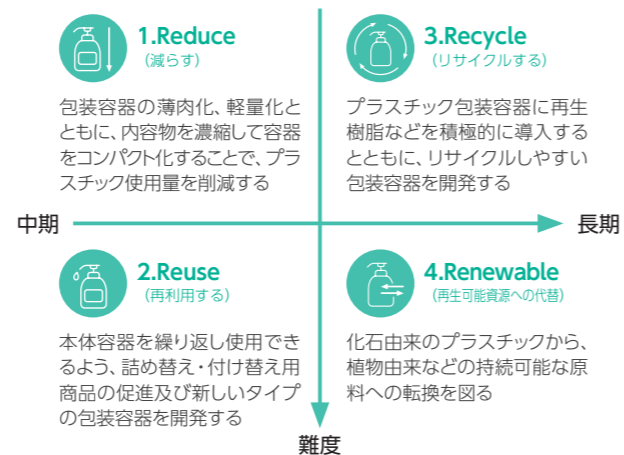 1.Reduce
(減らす)
包装容器の薄肉化、軽量化と
ともに、内容物を濃縮して容器
をコンパクト化することで、プラ
スチック使用量を削減する
3.Recycle
(リサイクルする)
プラスチック包装容器に再生
樹脂などを積極的に導入する
とともに、リサイクルしやすい
包装容器を開発する
中期
長期
2.Reuse
(再利用する)
本体容器を繰り返し使用でき
るよう、詰め替え・付け替え用
商品の促進及び新しいタイプ
の包装容器を開発する
4.Renewable
(再生可能資源への代替)
化石由来のプラスチックから、
植物由来などの持続可能な原
料への転換を図る
難度